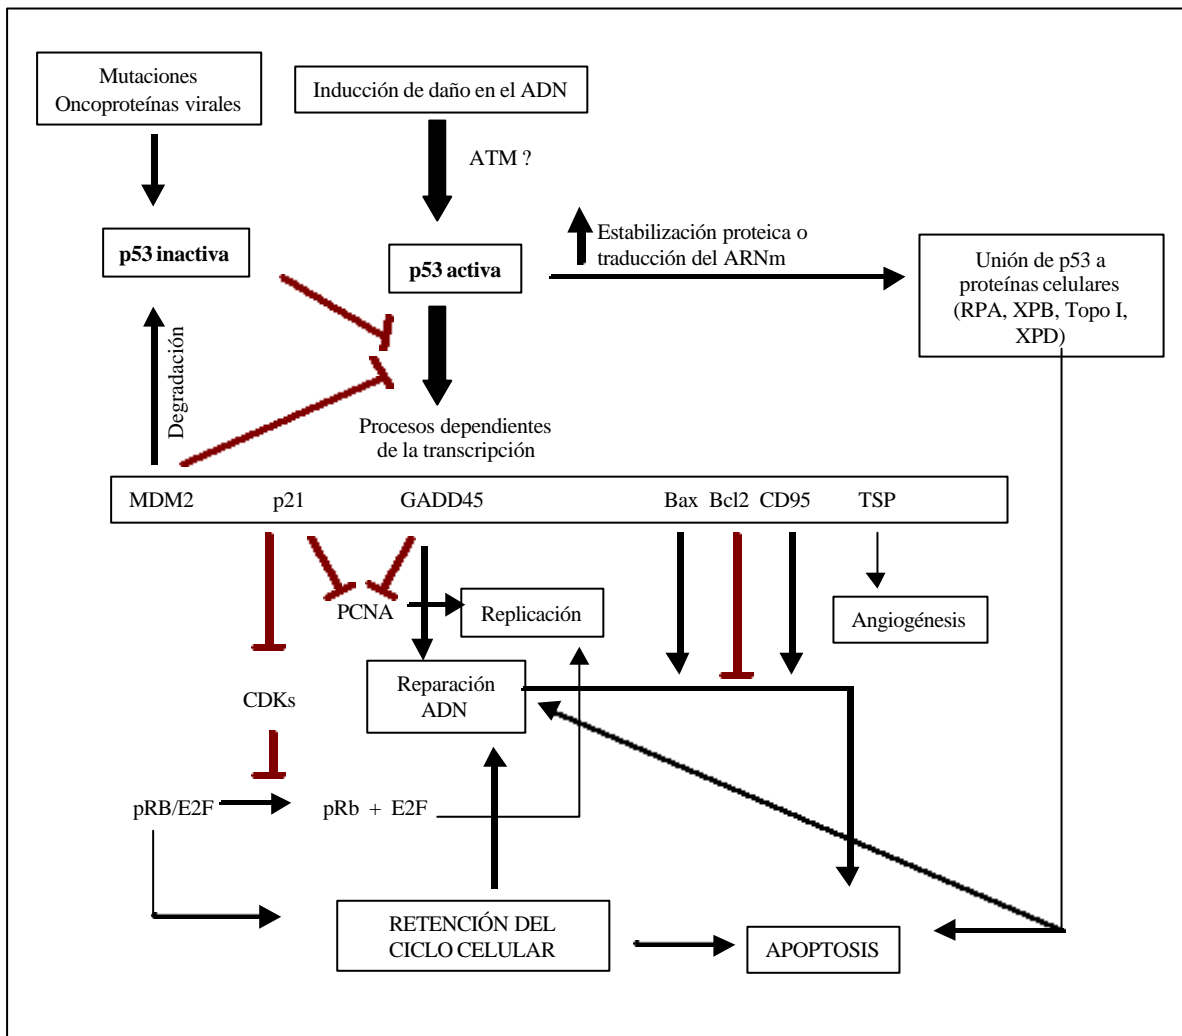 Mutaciones
Oncoproteínas virales
Inducción de daño en el ADN
ATM ?
p53 inactiva
p53 activa
Estabilización proteica o
traducción del ARNm
Unión de p53 a
proteínas celulares
(RPA, XPB, Topo I,
XPD)
Degradación
Procesos dependientes
de la transcripción
MDM2 p21 GADD45 Bax Bcl2 CD95 TSP
PCNA
Replicación
Angiogénesis
Reparación
ADN
CDKs
pRB/E2F
pRb + E2F
RETENCIÓN DEL
CICLO CELULAR
APOPTOSIS